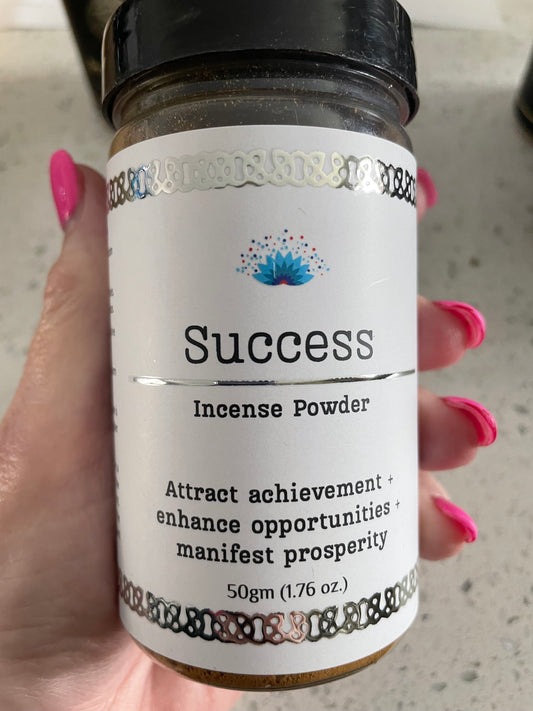 Success
Incense Powder
Attract achievement +
enhance opportunities +
manifest prosperity
50gm (1.76 oz.)